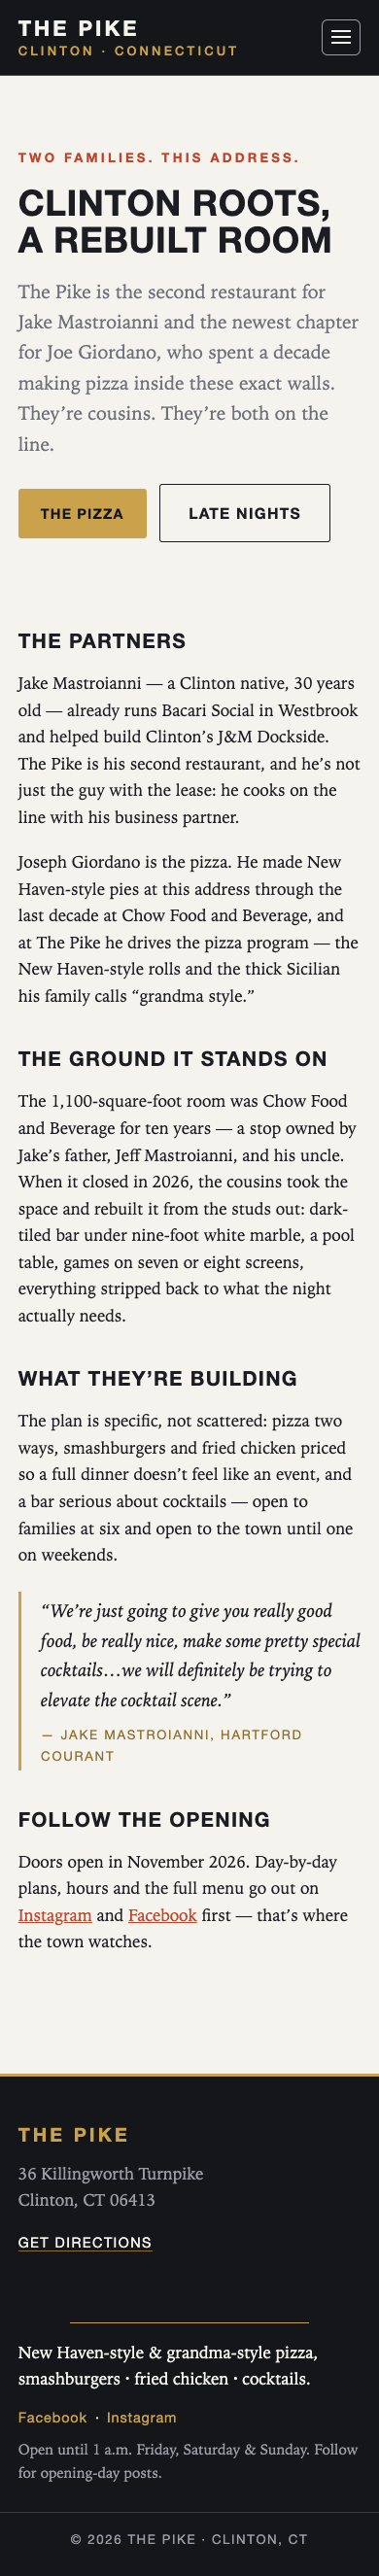 THE PIKE
CLINTON · CONNECTICUT
TWO FAMILIES. THIS ADDRESS.
CLINTON ROOTS,
A REBUILT ROOM
The Pike is the second restaurant for
Jake Mastroianni and the newest chapter
for Joe Giordano, who spent a decade
making pizza inside these exact walls.
They’re cousins. They’re both on the
line.
THE PIZZA
LATE NIGHTS
THE PARTNERS
Jake Mastroianni — a Clinton native, 30 years
old — already runs Bacari Social in Westbrook
and helped build Clinton’s J&M Dockside.
The Pike is his second restaurant, and he’s not
just the guy with the lease: he cooks on the
line with his business partner.
Joseph Giordano is the pizza. He made New
Haven-style pies at this address through the
last decade at Chow Food and Beverage, and
at The Pike he drives the pizza program — the
New Haven-style rolls and the thick Sicilian
his family calls “grandma style.”
THE GROUND IT STANDS ON
The 1,100-square-foot room was Chow Food
and Beverage for ten years — a stop owned by
Jake’s father, Jeff Mastroianni, and his uncle.
When it closed in 2026, the cousins took the
space and rebuilt it from the studs out: dark-
tiled bar under nine-foot white marble, a pool
table, games on seven or eight screens,
everything stripped back to what the night
actually needs.
WHAT THEY’RE BUILDING
The plan is specific, not scattered: pizza two
ways, smashburgers and fried chicken priced
so a full dinner doesn’t feel like an event, and
a bar serious about cocktails — open to
families at six and open to the town until one
on weekends.
“We’re just going to give you really good
food, be really nice, make some pretty special
cocktails…we will definitely be trying to
elevate the cocktail scene.”
— JAKE MASTROIANNI, HARTFORD
COURANT
FOLLOW THE OPENING
Doors open in November 2026. Day-by-day
plans, hours and the full menu go out on
Instagram and Facebook first — that’s where
the town watches.
THE PIKE
36 Killingworth Turnpike
Clinton, CT 06413
GET DIRECTIONS
New Haven-style & grandma-style pizza,
smashburgers · fried chicken · cocktails.
Facebook · Instagram
Open until 1 a.m. Friday, Saturday & Sunday. Follow
for opening-day posts.
© 2026 THE PIKE · CLINTON, CT